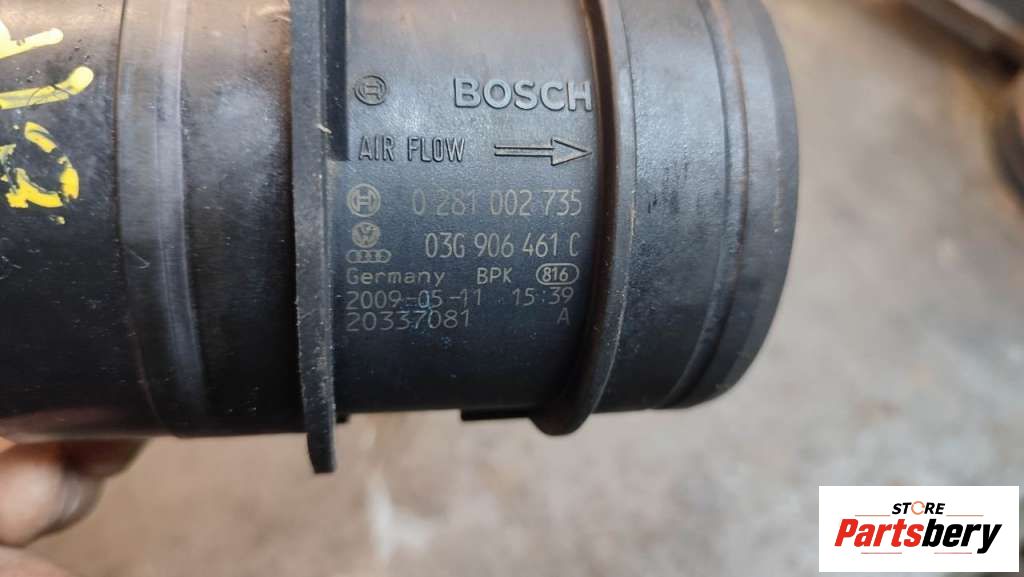 BOSCH
AIR FLOW
0 281 002 735
03G 906 461 C
Germany BPK 816
2009-05-11 15:39
20337081 A
STORE
Partsbery